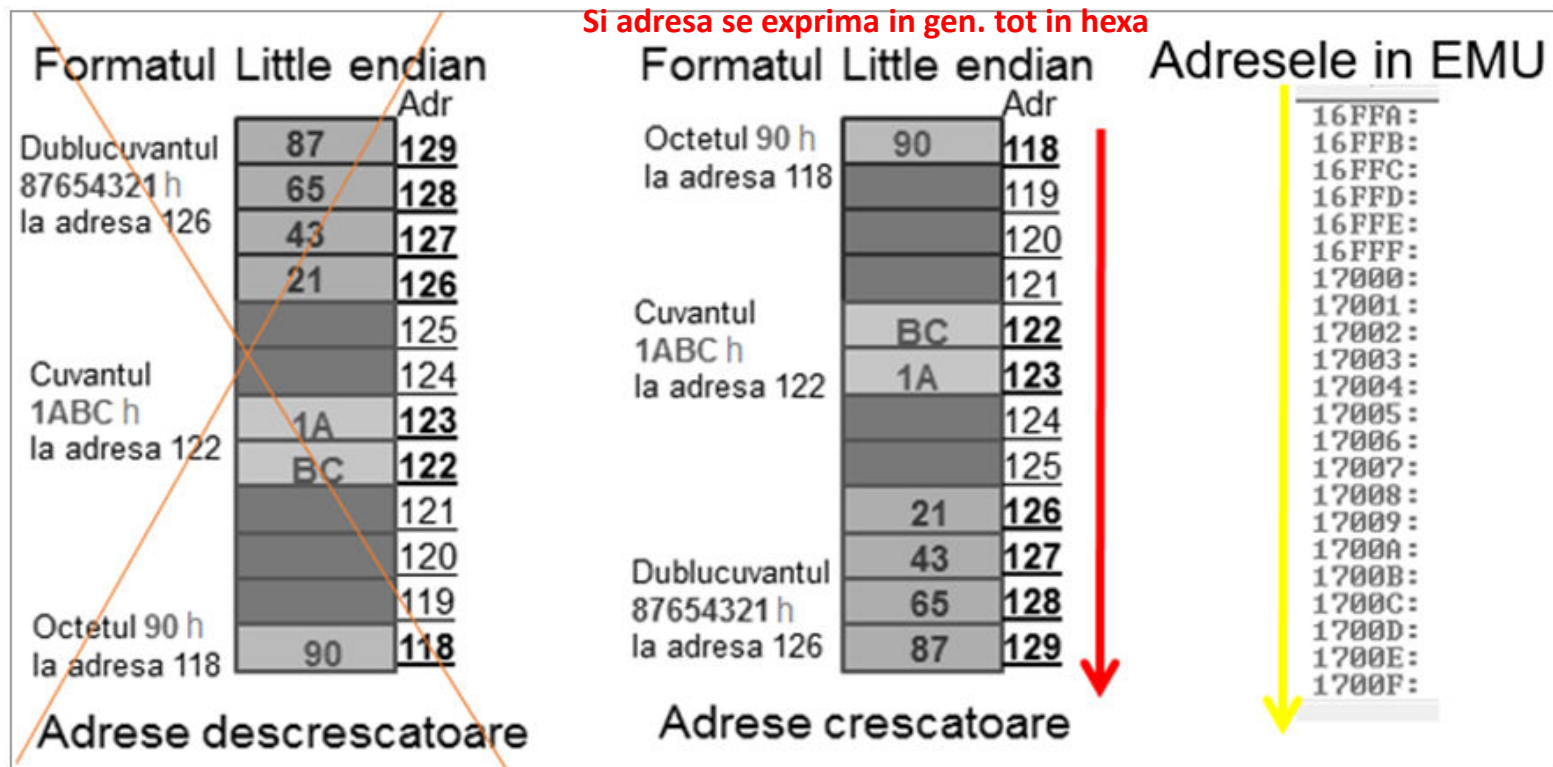 Si adresa se exprima in gen. tot in hexa
Formatul Little endian
Adr
Dublucuvantul
87654321 h
la adresa 126
87 129
65 128
43 127
21 126
125
124
Cuvantul
1ABC h
la adresa 122
1A 123
BC 122
121
120
119
Octetul 90 h
la adresa 118
90 118
Adrese descrescatoare
Formatul Little endian
Adr
Octetul 90 h
la adresa 118
90 118
119
120
121
Cuvantul
1ABC h
la adresa 122
BC 122
1A 123
124
125
21 126
43 127
Dublucuvantul
87654321 h
la adresa 126
65 128
87 129
Adrese crescatoare
Adresele in EMU
16FFA:
16FFB:
16FFC:
16FFD:
16FFE:
16FFF:
17000:
17001:
17002:
17003:
17004:
17005:
17006:
17007:
17008:
17009:
1700A:
1700B:
1700C:
1700D:
1700E:
1700F: